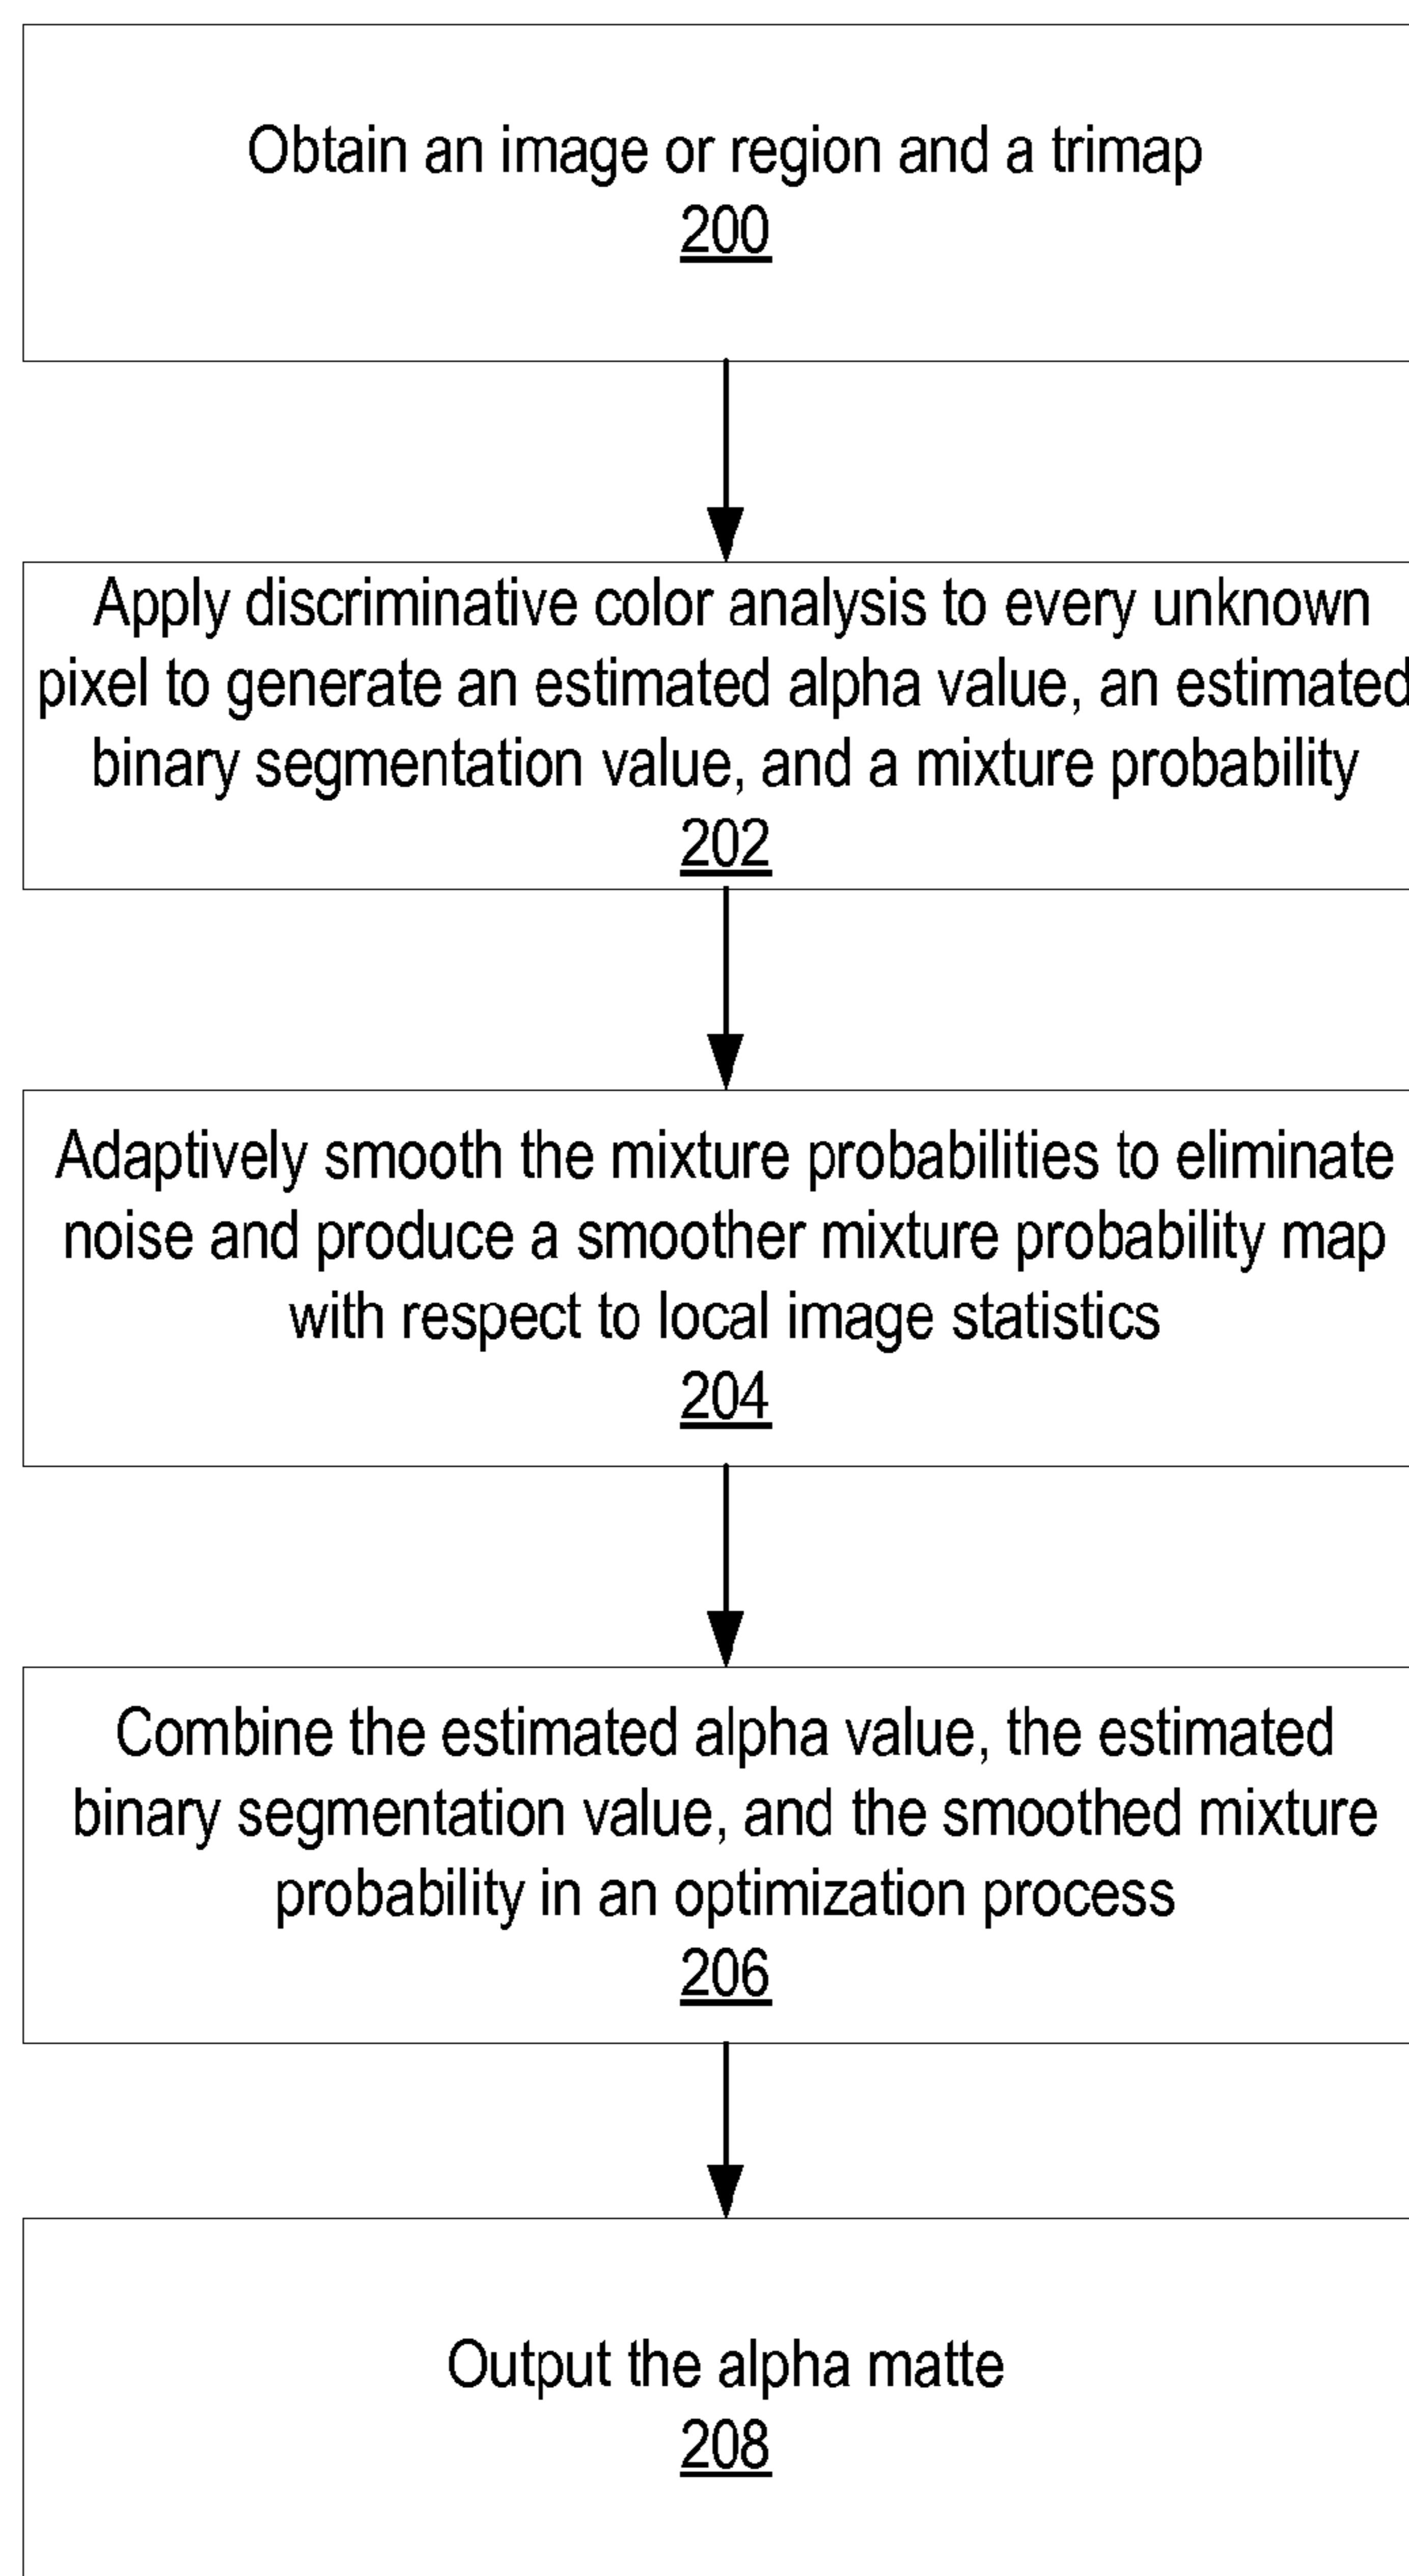 Obtain an image or region and a trimap
200
Apply discriminative color analysis to every unknown
pixel to generate an estimated alpha value, an estimated
binary segmentation value, and a mixture probability
202
Adaptively smooth the mixture probabilities to eliminate
noise and produce a smoother mixture probability map
with respect to local image statistics
204
Combine the estimated alpha value, the estimated
binary segmentation value, and the smoothed mixture
probability in an optimization process
206
Output the alpha matte
208